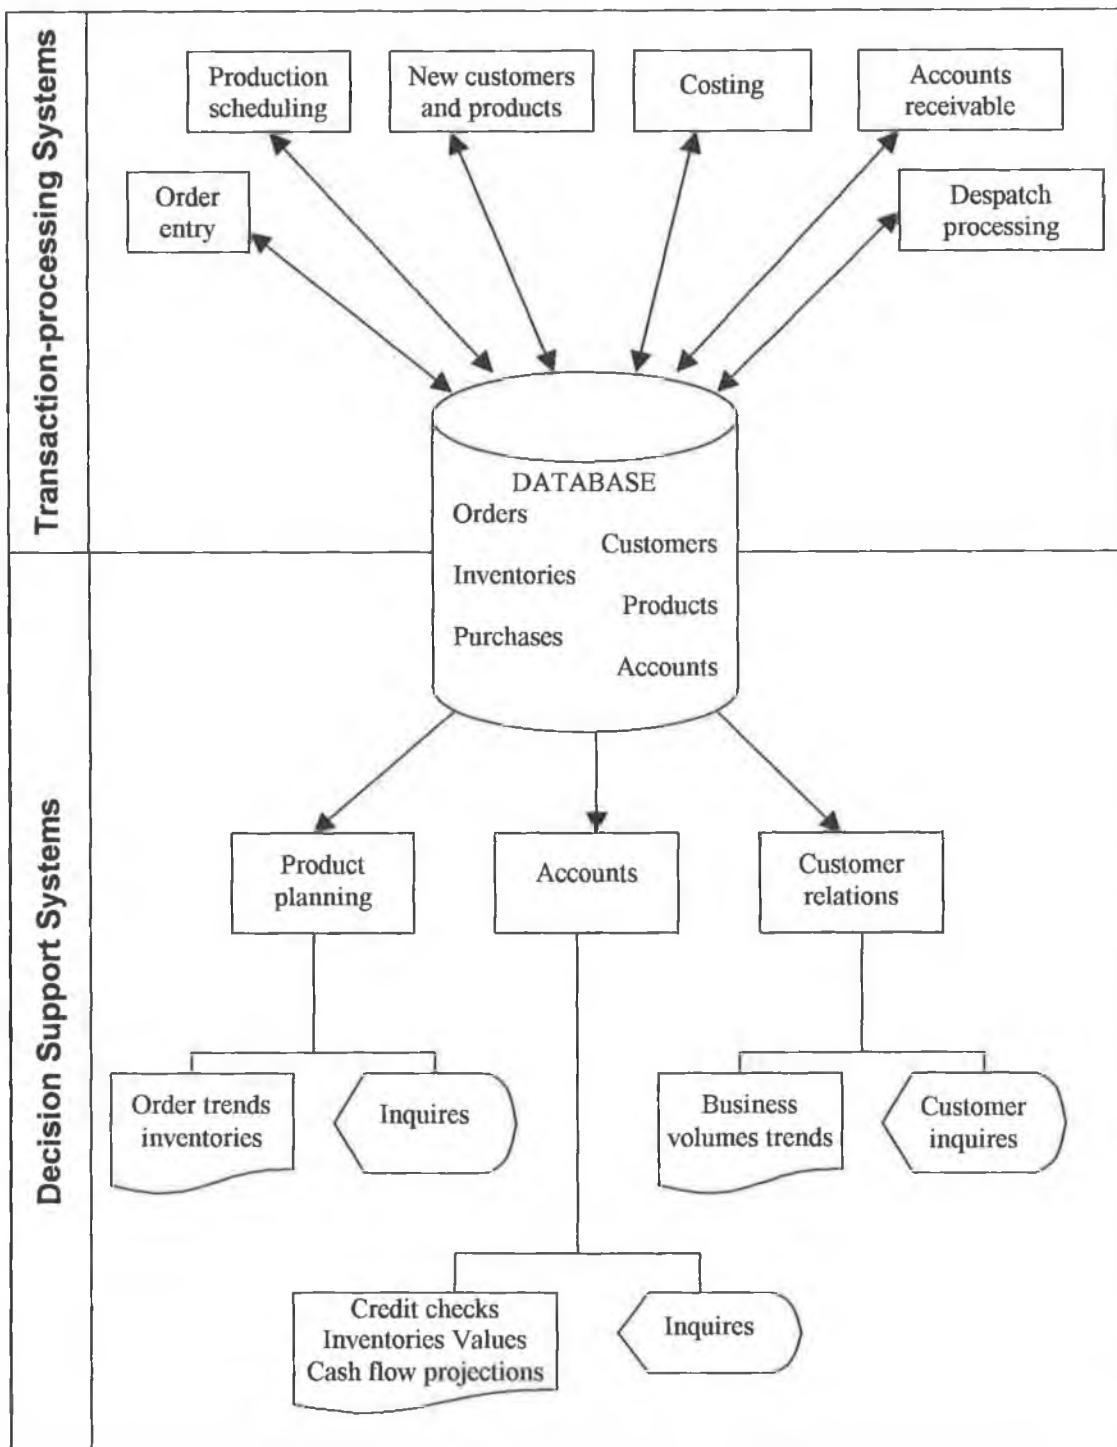 Transaction-processing Systems
Production
scheduling
New customers
and products
Costing
Accounts
receivable
Order
entry
Despatch
processing
DATABASE
Orders
Customers
Inventories
Products
Purchases
Accounts
Decision Support Systems
Product
planning
Accounts
Customer
relations
Order trends
inventories
Inquires
Business
volumes trends
Customer
inquires
Credit checks
Inventories Values
Cash flow projections
Inquires